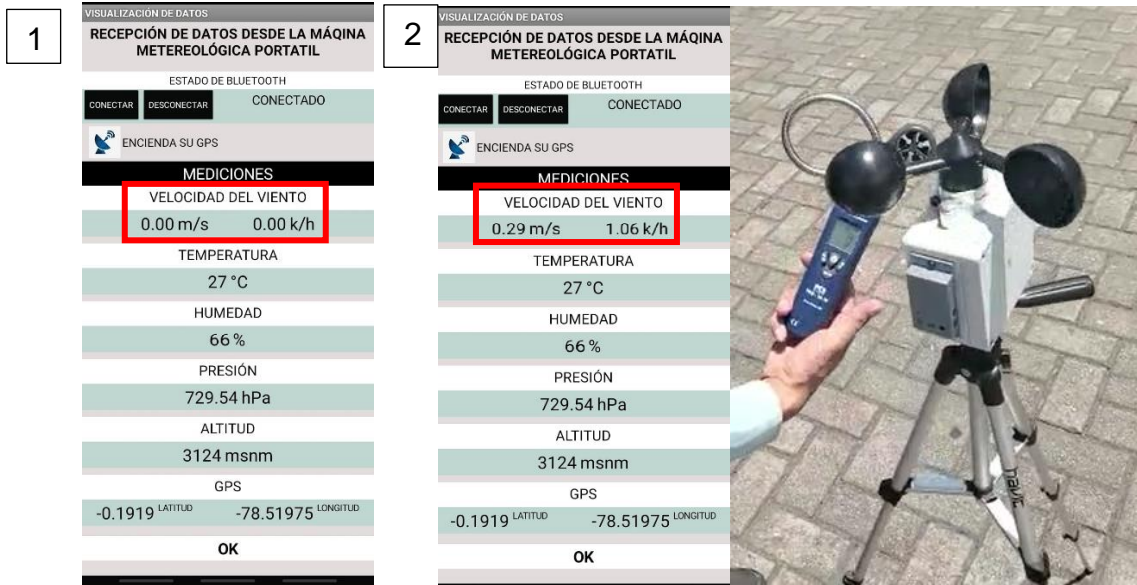 1
VISUALIZACIÓN DE DATOS
RECEPCIÓN DE DATOS DESDE LA MÁQINA
METEREOLÓGICA PORTATIL
ESTADO DE BLUETOOTH
CONECTAR DESCONECTAR CONECTADO
ENCIENDA SU GPS
MEDICIONES
VELOCIDAD DEL VIENTO
0.00 m/s 0.00 k/h
TEMPERATURA
27 °C
HUMEDAD
66 %
PRESIÓN
729.54 hPa
ALTITUD
3124 msnm
GPS
-0.1919 LATITUD -78.51975 LONGITUD
OK
2
VISUALIZACIÓN DE DATOS
RECEPCIÓN DE DATOS DESDE LA MÁQINA
METEREOLÓGICA PORTATIL
ESTADO DE BLUETOOTH
CONECTAR DESCONECTAR CONECTADO
ENCIENDA SU GPS
MEDICIONES
VELOCIDAD DEL VIENTO
0.29 m/s 1.06 k/h
TEMPERATURA
27 °C
HUMEDAD
66 %
PRESIÓN
729.54 hPa
ALTITUD
3124 msnm
GPS
-0.1919 LATITUD -78.51975 LONGITUD
OK